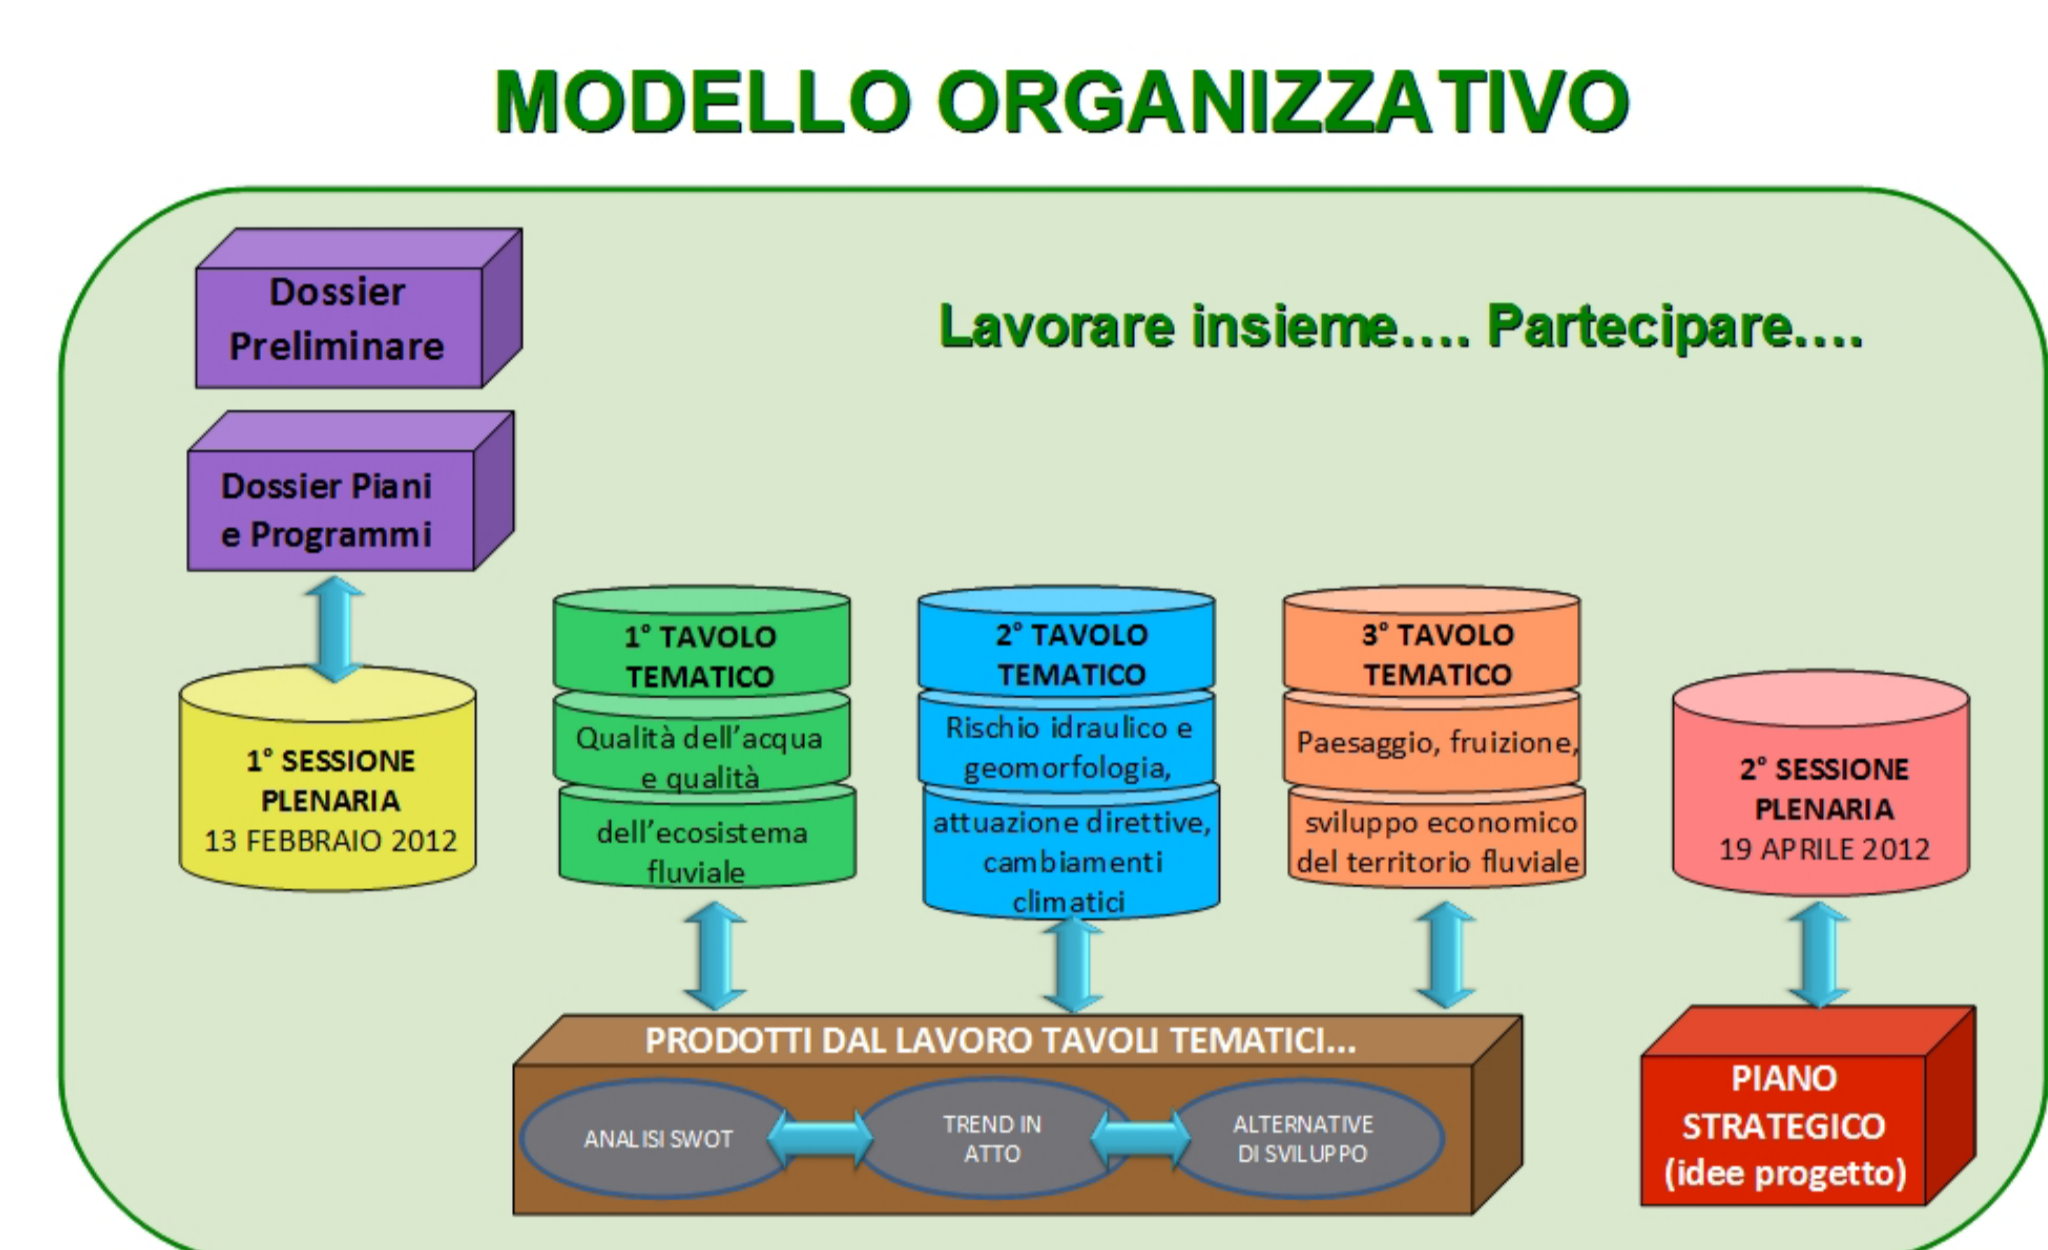 MODELLO ORGANIZZATIVO
Dossier
Preliminare
Lavorare insieme.... Partecipare....
Dossier Piani
e Programmi
1° SESSIONE
PLENARIA
13 FEBBRAIO 2012
1° TAVOLO
TEMATICO
Qualità dell'acqua
e qualità
dell'ecosistema
fluviale
2° TAVOLO
TEMATICO
Rischio idraulico e
geomorfologia,
attuazione direttive,
cambiamenti
climatici
3° TAVOLO
TEMATICO
Paesaggio, fruizione,
sviluppo economico
del territorio fluviale
2° SESSIONE
PLENARIA
19 APRILE 2012
PRODOTTI DAL LAVORO TAVOLI TEMATICI...
ANALISI SWOT
TREND IN
ATTO
ALTERNATIVE
DI SVILUPPO
PIANO
STRATEGICO
(idee progetto)